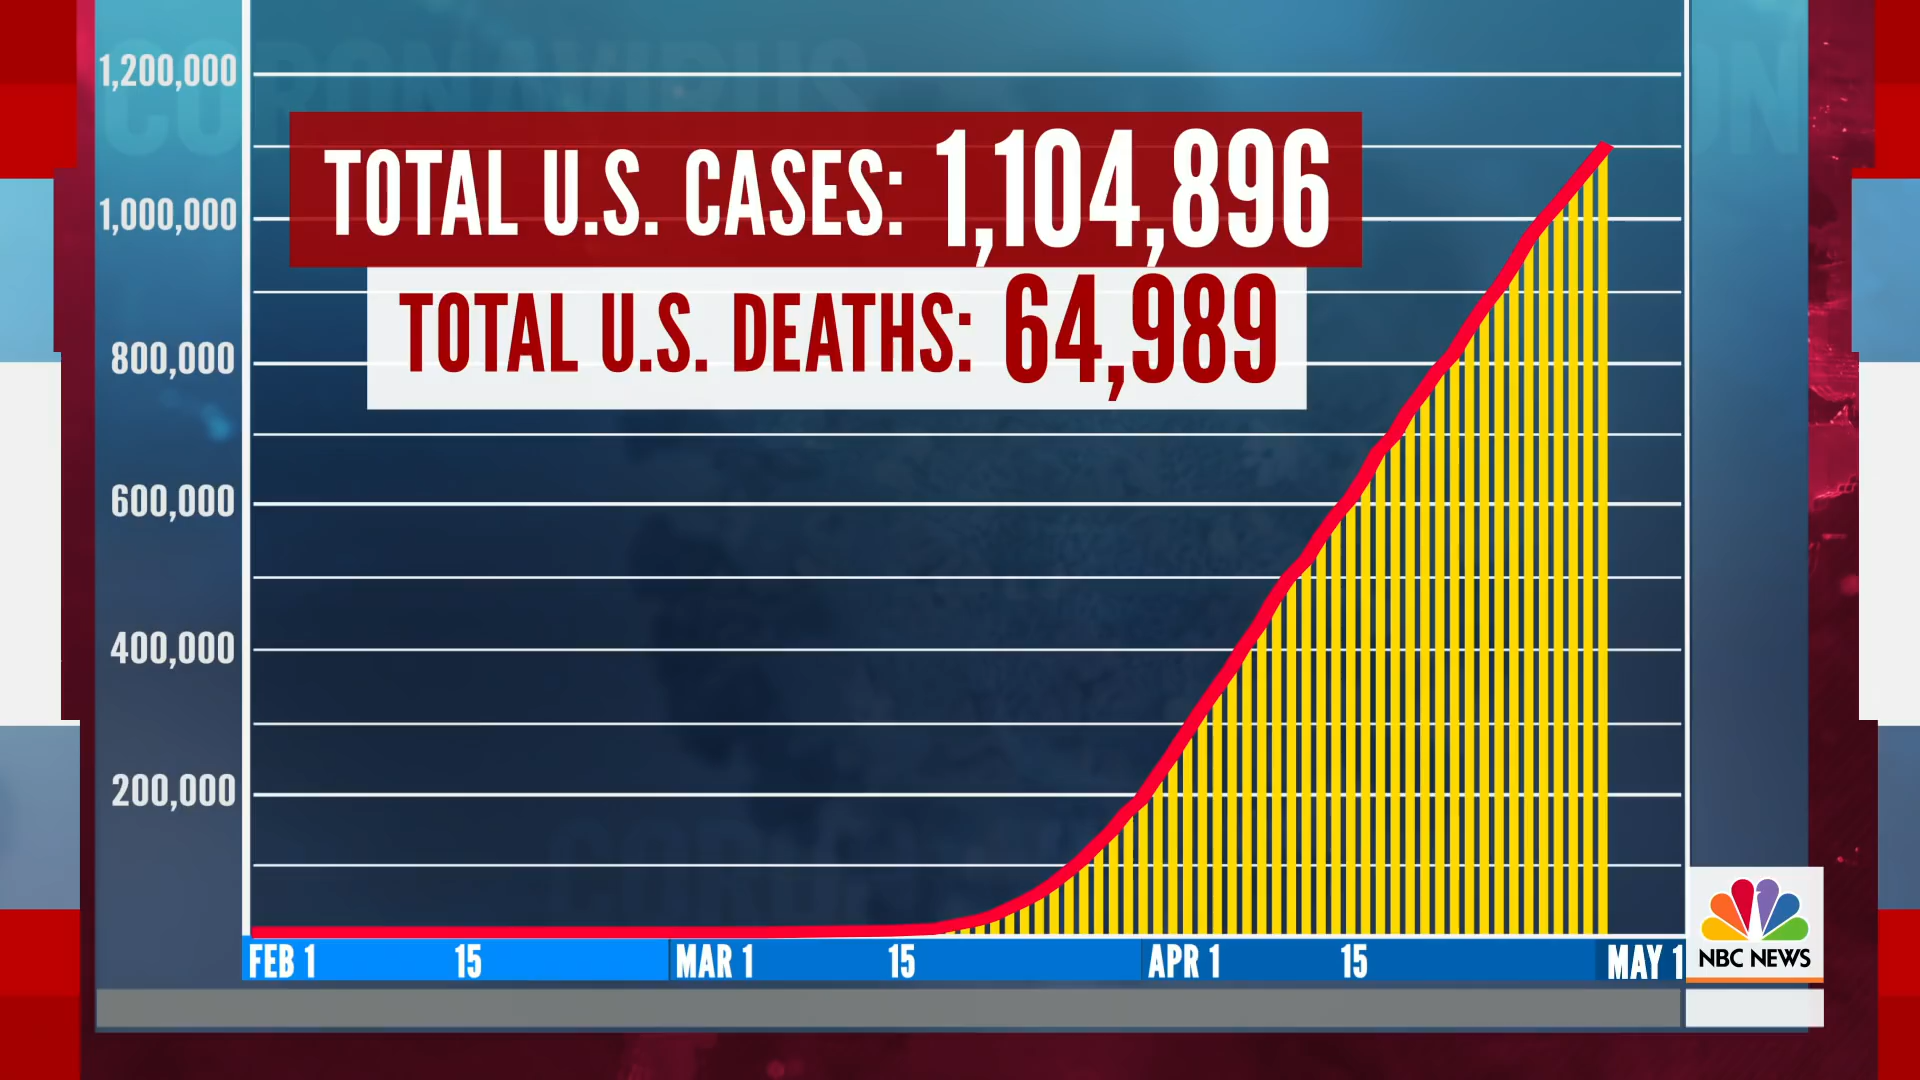 CORONAVIRUS
1,200,000
TOTAL U.S. CASES: 1,104,896
1,000,000
TOTAL U.S. DEATHS: 64,989
800,000
600,000
400,000
200,000
FEB 1 15 MAR 1 15 APR 1 15 MAY 1
NBC NEWS